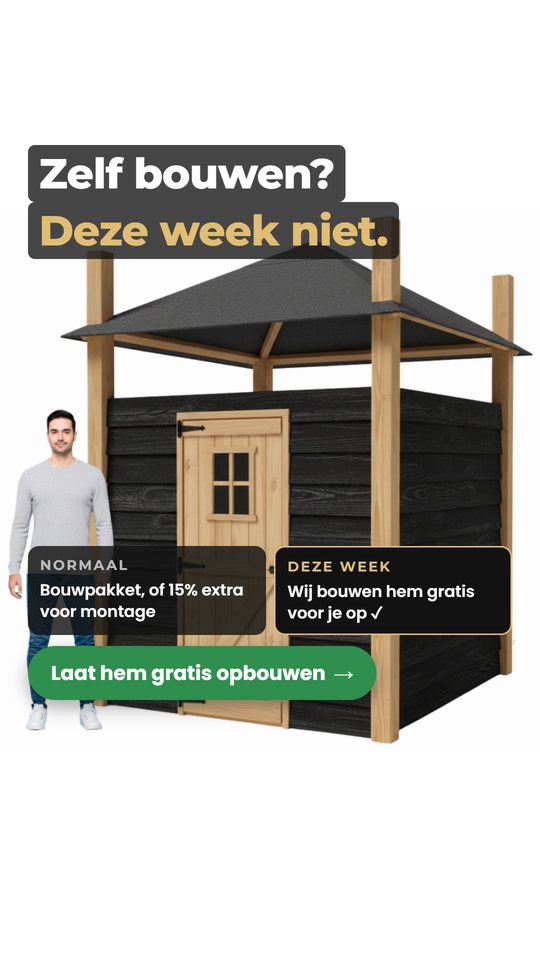 Zelf bouwen?
Deze week niet.
NORMAAL
Bouwpakket, of 15% extra
voor montage
DEZE WEEK
Wij bouwen hem gratis
voor je op ✓
Laat hem gratis opbouwen →